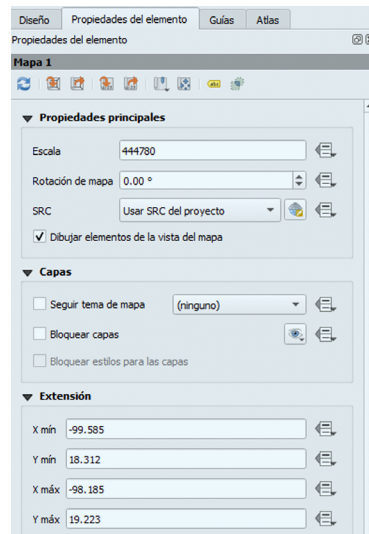 Diseño Propiedades del elemento Guías Atlas
Propiedades del elemento
Mapa 1
abc
Propiedades principales
Escala 444780
Rotación de mapa 0.00 °
SRC Usar SRC del proyecto
Dibujar elementos de la vista del mapa
Capas
Seguir tema de mapa (ninguno)
Bloquear capas
Bloquear estilos para las capas
Extensión
X mín -99.585
Y mín 18.312
X máx -98.185
Y máx 19.223